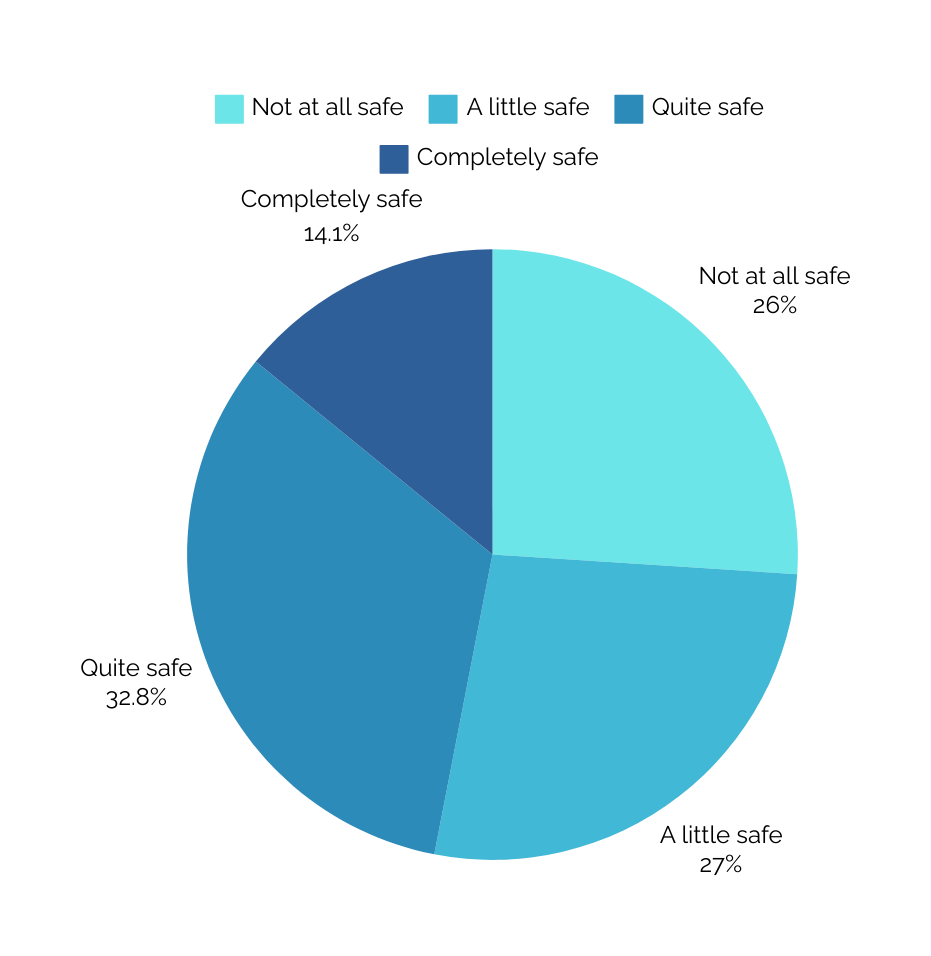 Not at all safe A little safe Quite safe
Completely safe
Completely safe
14.1%
Not at all safe
26%
Quite safe
32.8%
A little safe
27%